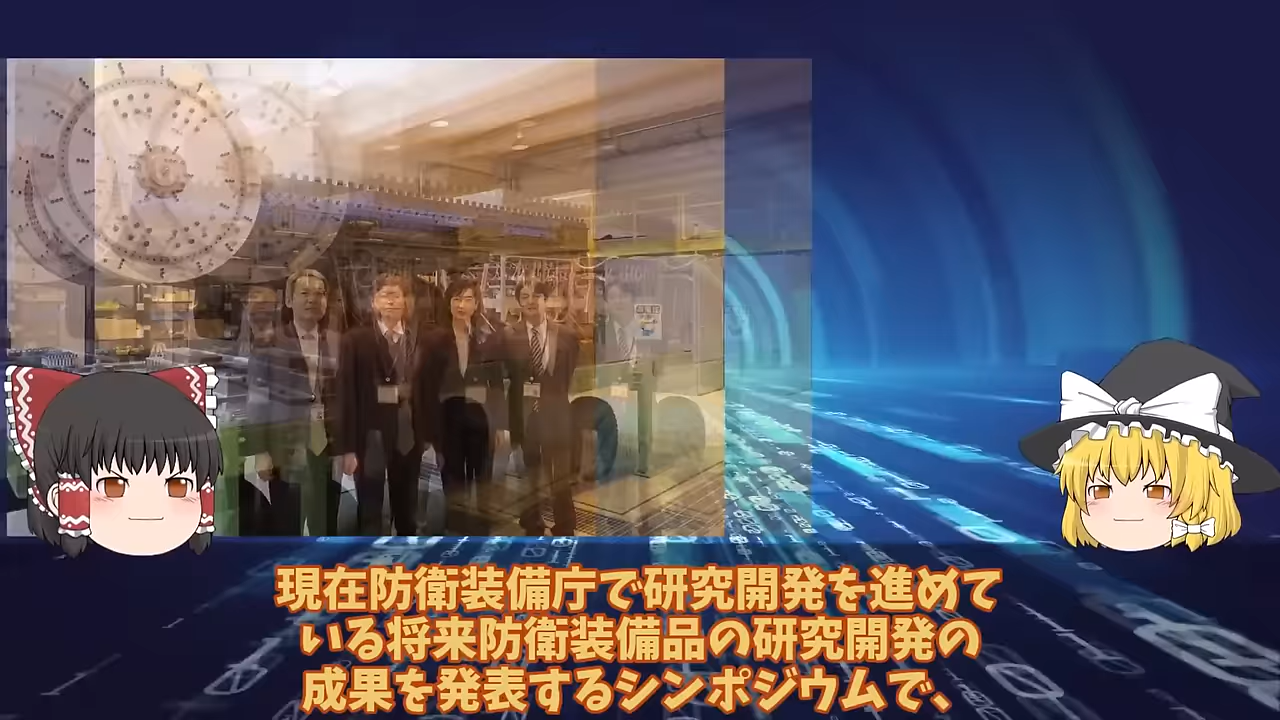 現在防衛装備庁で研究開発を進めて
いる将来防衛装備品の研究開発の
成果を発表するシンポジウムで、